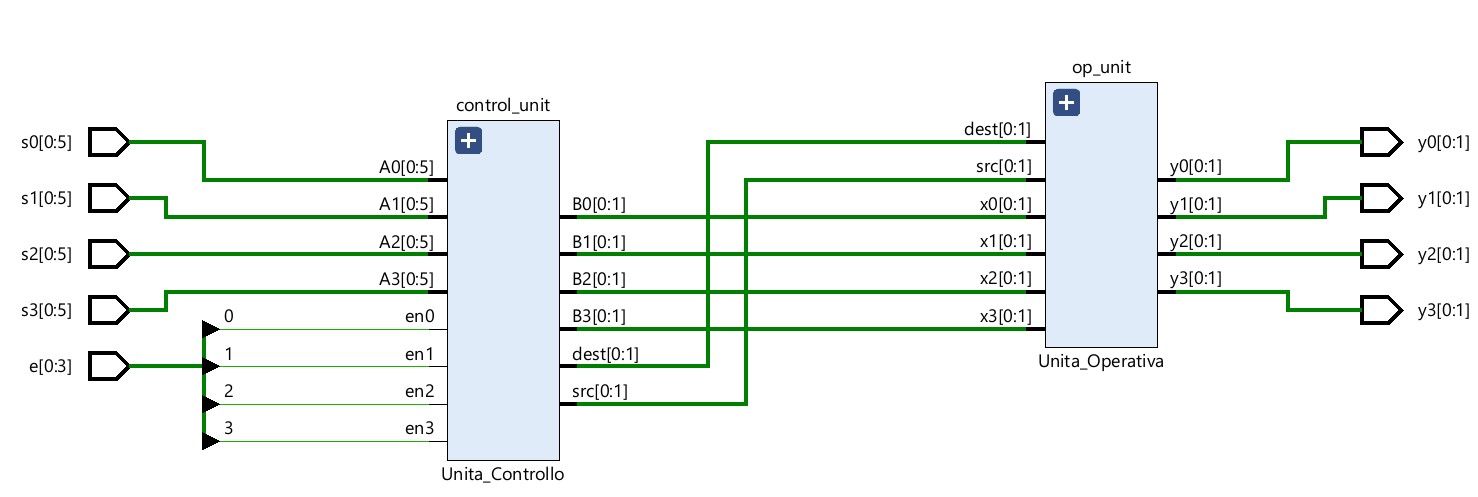 op_unit
control_unit
dest[0:1]
s0[0:5]
y0[0:1]
A0[0:5]
src[0:1]
y0[0:1]
s1[0:5]
A1[0:5]
B0[0:1]
x0[0:1]
y1[0:1]
y1[0:1]
s2[0:5]
A2[0:5]
B1[0:1]
x1[0:1]
y2[0:1]
y2[0:1]
A3[0:5]
B2[0:1]
x2[0:1]
y3[0:1]
s3[0:5]
y3[0:1]
0
en0
B3[0:1]
x3[0:1]
e[0:3]
1
en1
dest[0:1]
Unita_Operativa
2
en2
src[0:1]
3
en3
Unita_Controllo